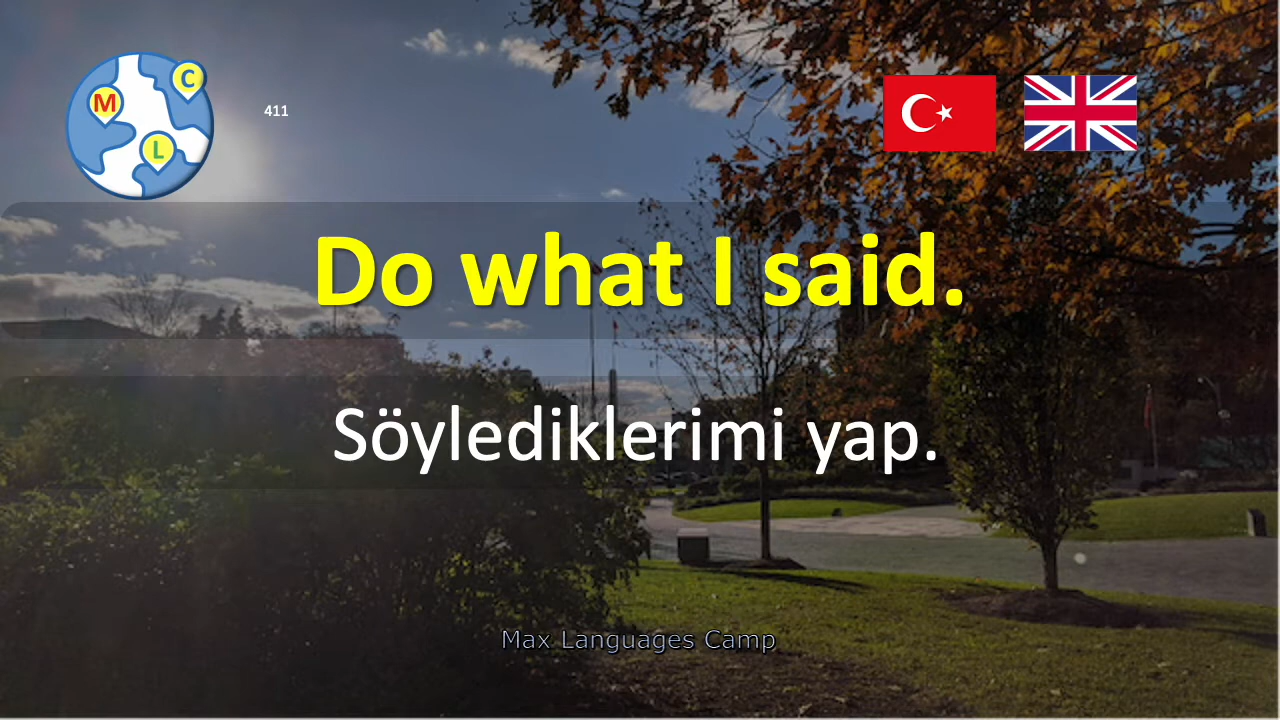 M
C
L
411
Do what I said.
Söylediklerimi yap.
Max Languages Camp